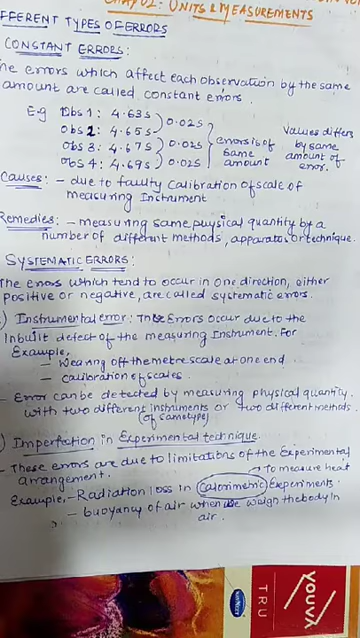 CHAP 02: UNITS & MEASUREMENTS
FFERENT TYPES OF ERRORS
CONSTANT ERRORS:
he errors which affect each observation by the same
amount are called constant errors.
E.g Obs 1: 4.63s
0.02s
Obs 2: 4.65s
Obs 3: 4.67s
0.02s
Obs 4: 4.69s
0.02s
errors is of
same
amount
Values differs
by same
amount of
error.
Causes: - due to faulty calibration of scale of
measuring Instrument
Remedies: - measuring same physical quantity by a
number of different methods, apparatus or technique.
SYSTEMATIC ERRORS:
The errors which tend to occur in one direction, either
positive or negative, are called systematic errors.
) Instrumental error: These Errors occur due to the
Inbuilt defect of the measuring Instrument. For
Example,
- Wearing off the metre scale at one end
- calibration of scales.
- Error can be detected by measuring physical quantity
with two different instruments or two different methods.
(of same type)
) Imperfection in Experimental technique.
- These errors are due to limitations of the Experimental
arrangement.
→ To measure heat
Example, - Radiation loss in calorimetric Experiments
- buoyancy of air when we weigh the body in
air.
TRU
YOUVA